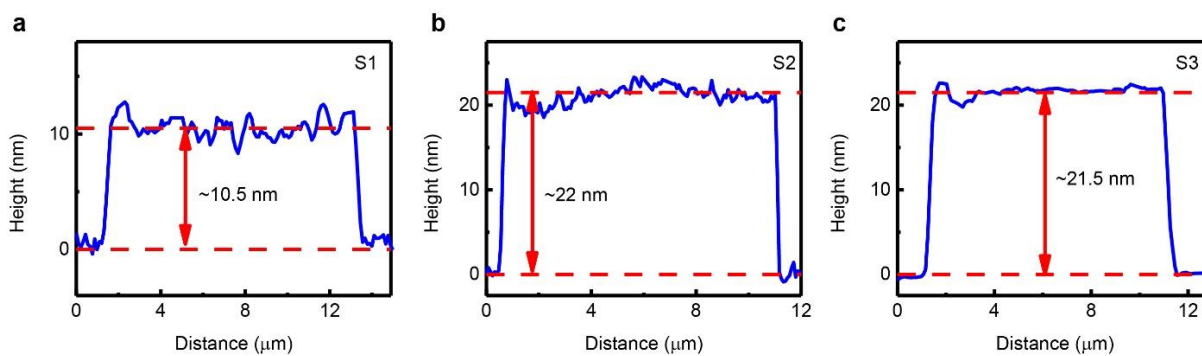 a
S1
Height (nm)
10
0
~10.5 nm
0 4 8 12
Distance (μm)
b
S2
Height (nm)
20
10
0
~22 nm
0 4 8 12
Distance (μm)
c
S3
Height (nm)
20
10
0
~21.5 nm
0 4 8 12
Distance (μm)